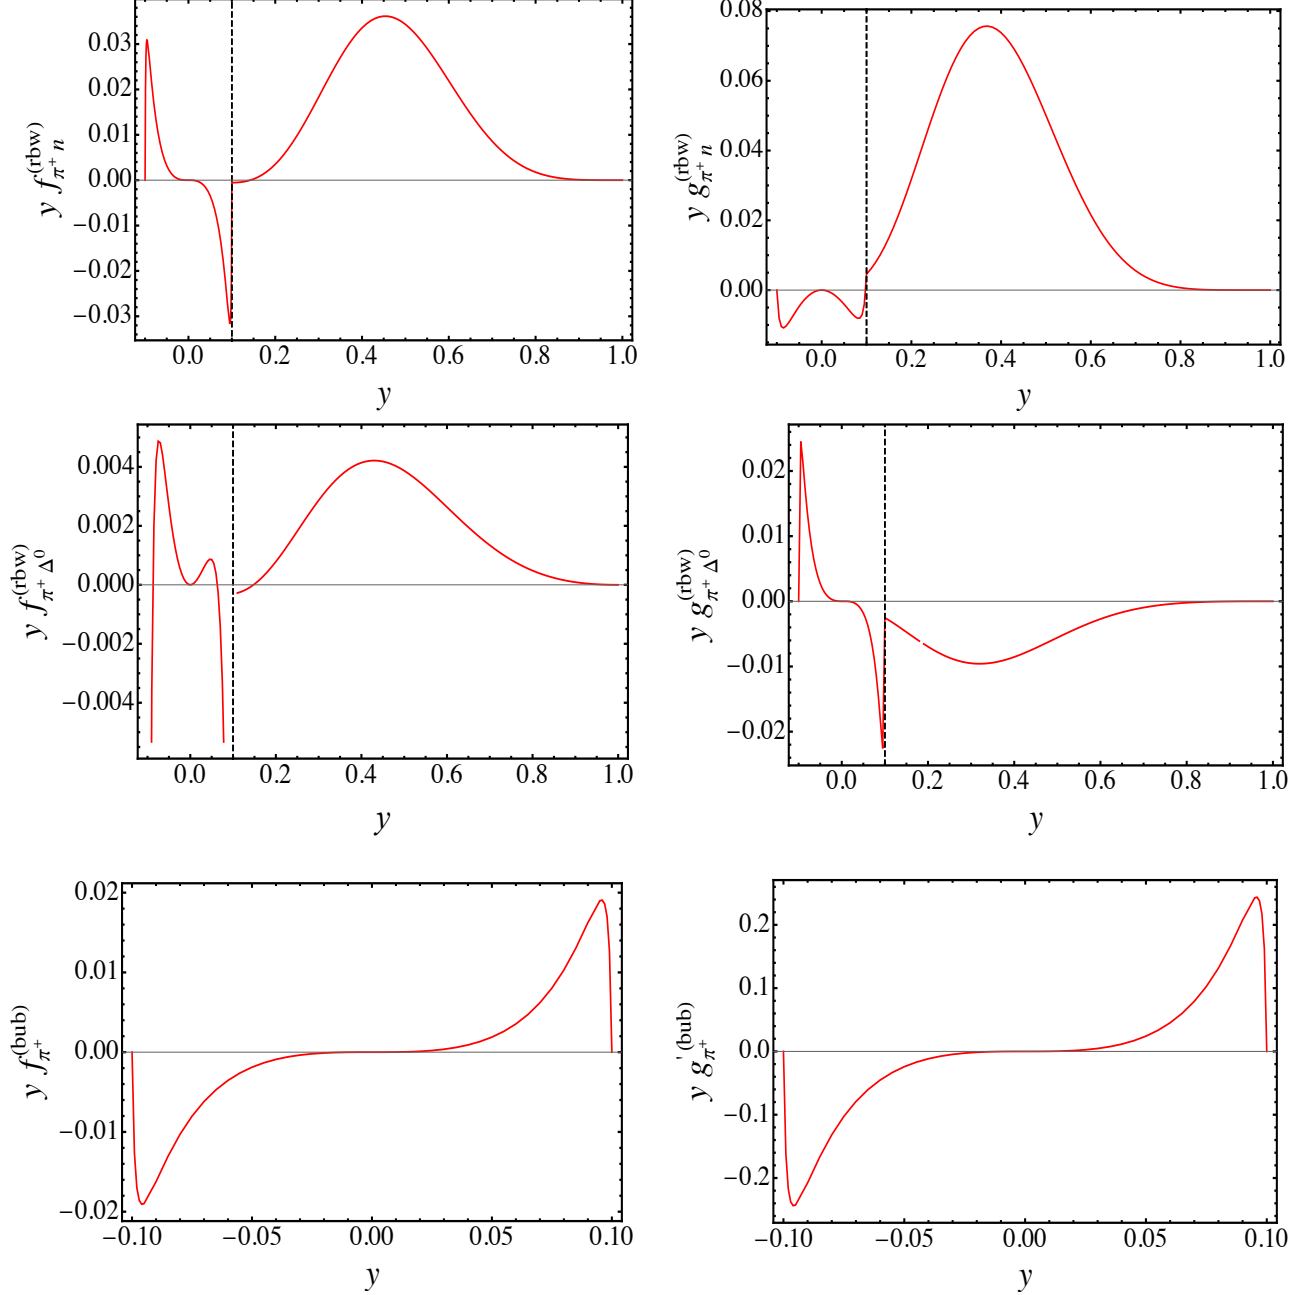 0.03
0.02
0.01
0.00
−0.01
−0.02
−0.03
0.0 0.2 0.4 0.6 0.8 1.0
y
y f_{π⁺ n}^{(rbw)}
0.08
0.06
0.04
0.02
0.00
0.0 0.2 0.4 0.6 0.8 1.0
y
y g_{π⁺ n}^{(rbw)}
0.004
0.002
0.000
−0.002
−0.004
0.0 0.2 0.4 0.6 0.8 1.0
y
y f_{π⁺ Δ⁰}^{(rbw)}
0.02
0.01
0.00
−0.01
−0.02
0.0 0.2 0.4 0.6 0.8 1.0
y
y g_{π⁺ Δ⁰}^{(rbw)}
0.02
0.01
0.00
−0.01
−0.02
−0.10 −0.05 0.00 0.05 0.10
y
y f_{π⁺}^{(bub)}
0.2
0.1
0.0
−0.1
−0.2
−0.10 −0.05 0.00 0.05 0.10
y
y g_{π⁺}^{′(bub)}